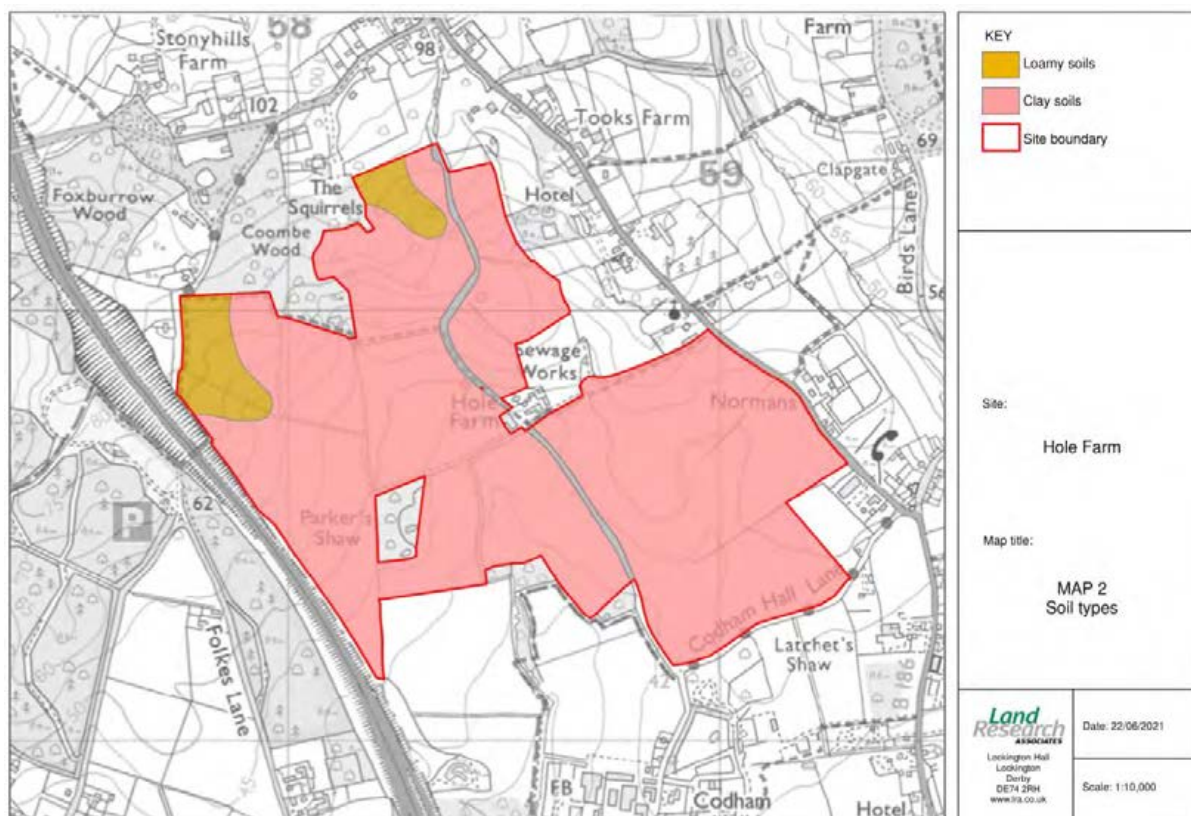 Stonyhills
Farm
58
98
102
Farm
Tooks Farm
69
59
Clapgate
Foxburrow
Wood
The
Squirrels
Hotel
Coombe
Wood
Birds Lane
56
Sewage
Works
Hole
Farm
Normans
62
P
Parker's
Shaw
Folkes Lane
Codham Hall Lane
Latchet's
Shaw
42
B 186
FB
Codham
Hotel
KEY
Loamy soils
Clay soils
Site boundary
Site:
Hole Farm
Map title:
MAP 2
Soil types
Land
Research
ASSOCIATES
Lockington Hall
Lockington
Derby
DE74 2RH
www.lra.co.uk
Date: 22/06/2021
Scale: 1:10,000